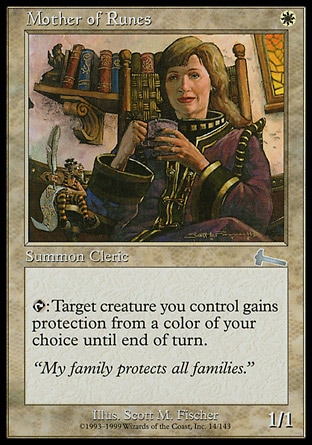 Mother of Runes
Summon Cleric
:Target creature you control gains
protection from a color of your
choice until end of turn.
"My family protects all families."
Illus. Scott M. Fischer
©1993-1999 Wizards of the Coast, Inc. 14/143
1/1